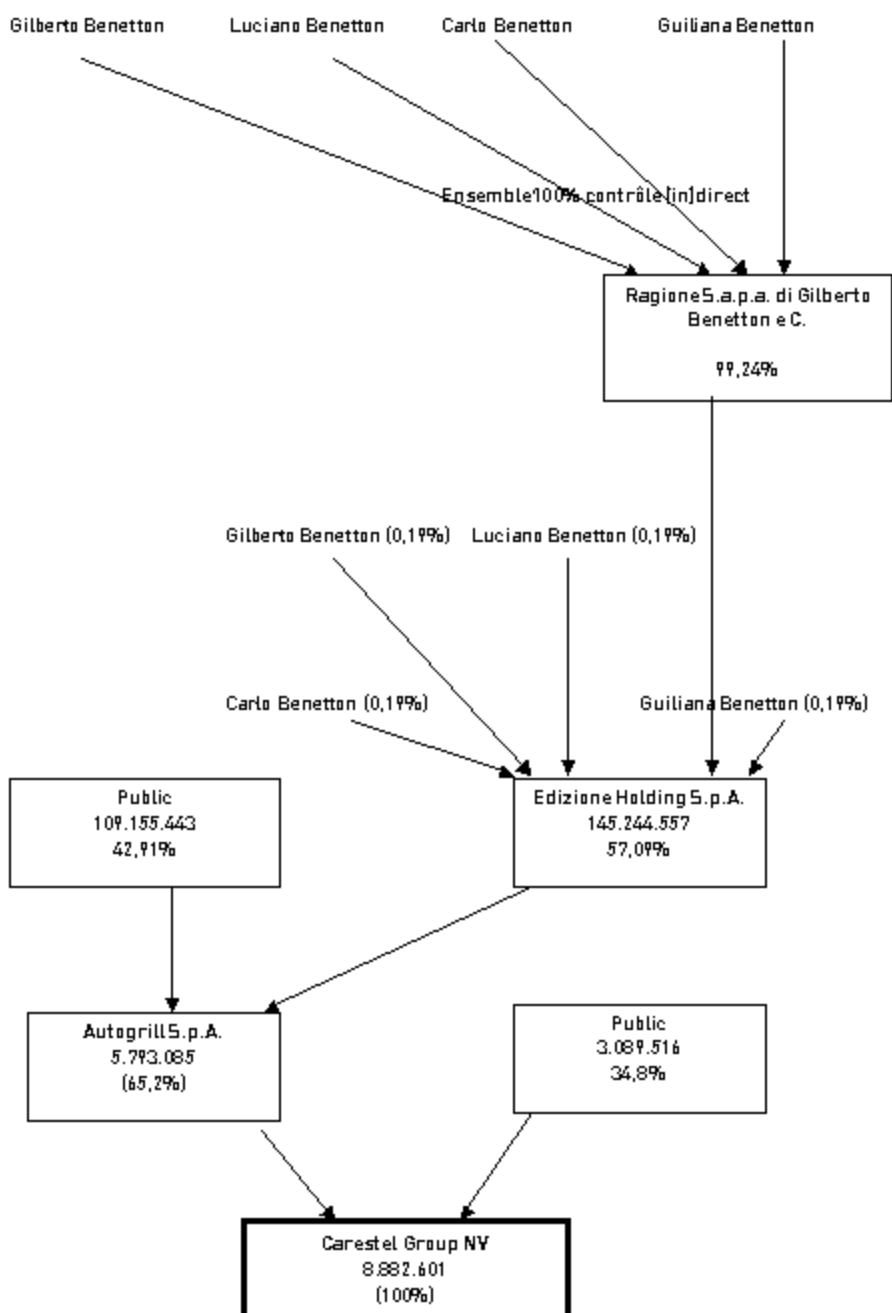 Gilberto Benetton
Luciano Benetton
Carlo Benetton
Guiliana Benetton
Ensemble100% contrôle [in]direct
Ragione S.a.p.a. di Gilberto
Benetton e C.
99,24%
Gilberto Benetton (0,19%)
Luciano Benetton (0,19%)
Carlo Benetton (0,19%)
Guiliana Benetton (0,19%)
Public
109.155.443
42,91%
Edizione Holding S.p.A.
145.244.557
57,09%
Autogrill S.p.A.
5.793.085
(65,2%)
Public
3.089.516
34,8%
Carestel Group NV
8.882.601
(100%)